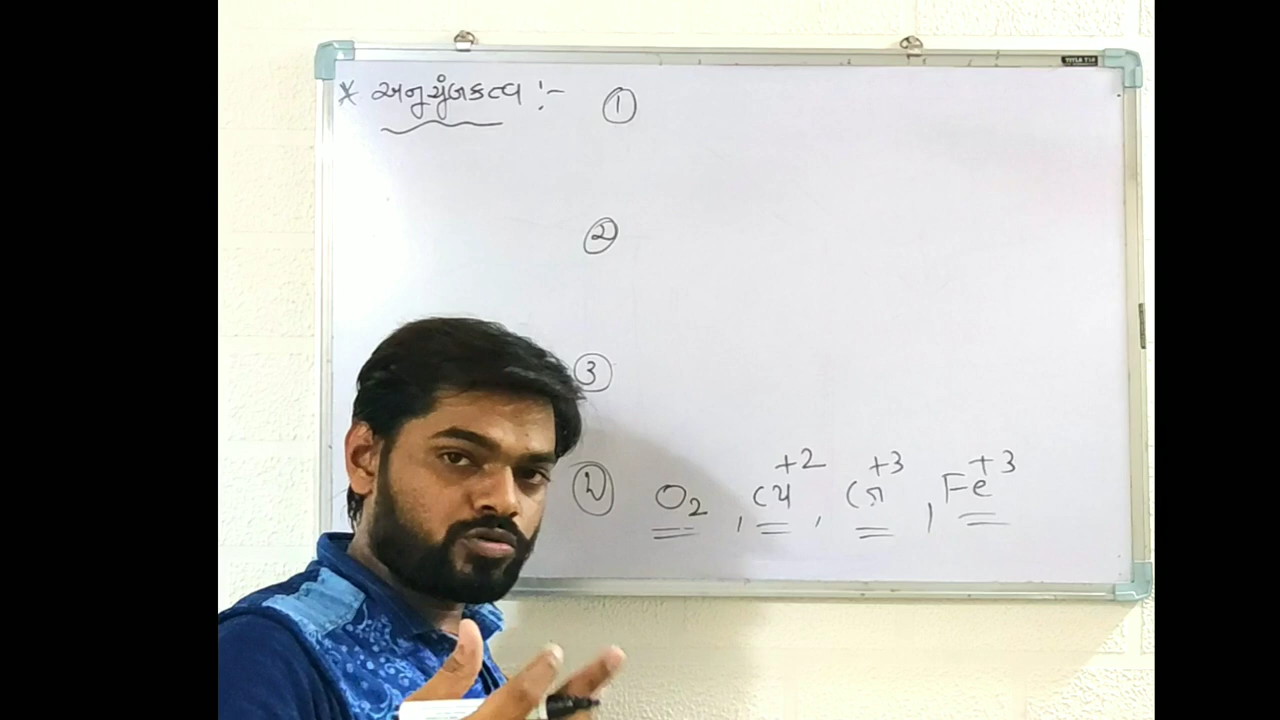 * અનુચુંબકત્વ :- ①
②
③
④ O₂, Cu⁺², Cr⁺³, Fe⁺³